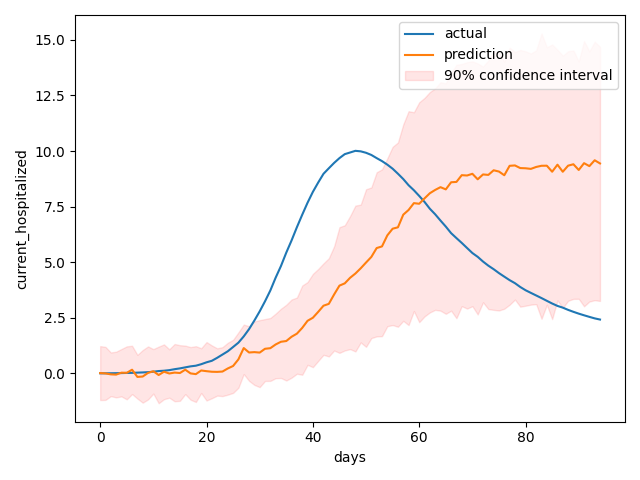 actual
prediction
90% confidence interval
15.0
12.5
10.0
7.5
5.0
2.5
0.0
current_hospitalized
0 20 40 60 80
days